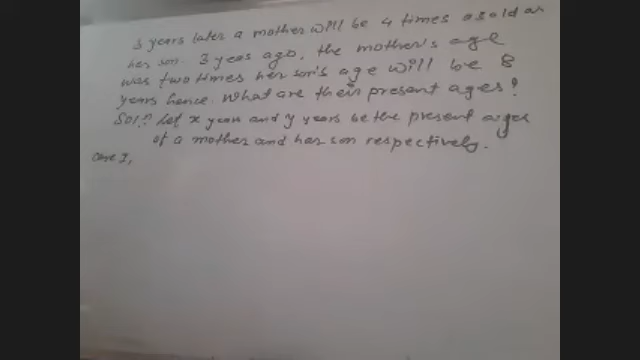 3 years later a mother will be 4 times as old as
her son. 3 yeas ago, the mother's age
was two times her son's age will be 8
years hence. What are their present ages?
Soln: Let x years and y years be the present ages
of a mother and her son respectively.
Case I,